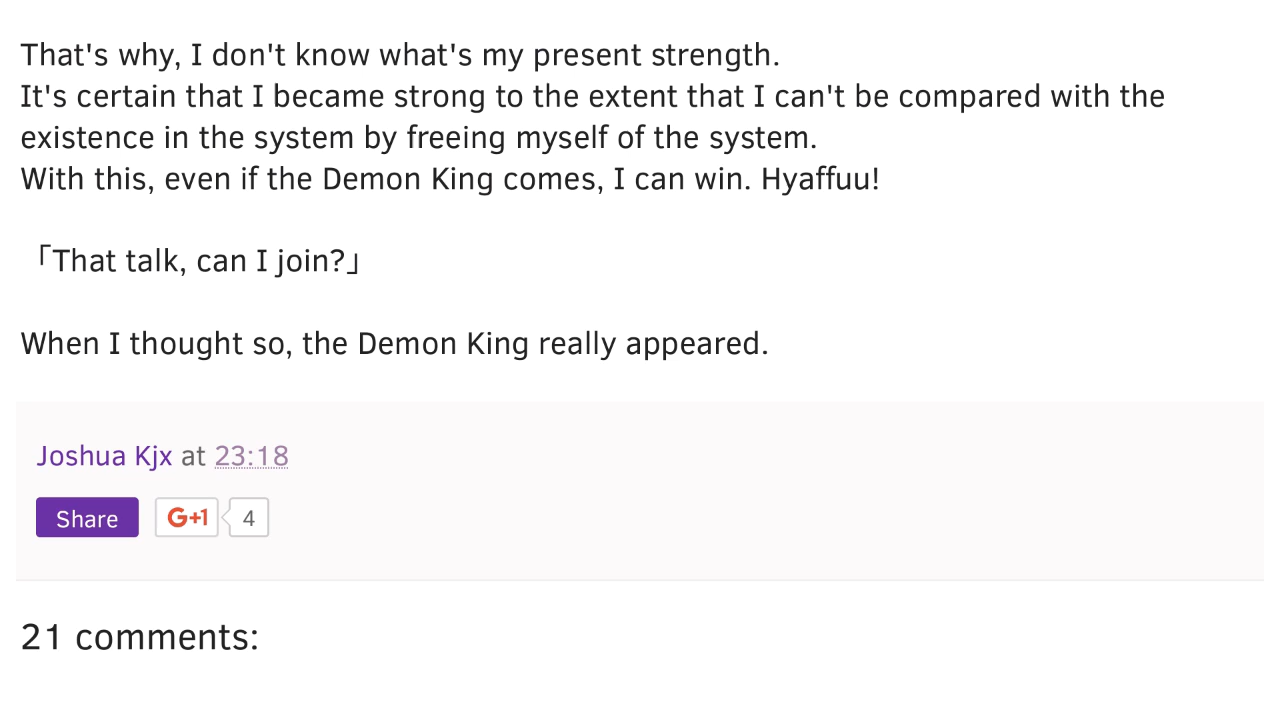 That's why, I don't know what's my present strength.
It's certain that I became strong to the extent that I can't be compared with the
existence in the system by freeing myself of the system.
With this, even if the Demon King comes, I can win. Hyaffuu!
「That talk, can I join?」
When I thought so, the Demon King really appeared.
Joshua Kjx at 23:18
Share G+1 4
21 comments: